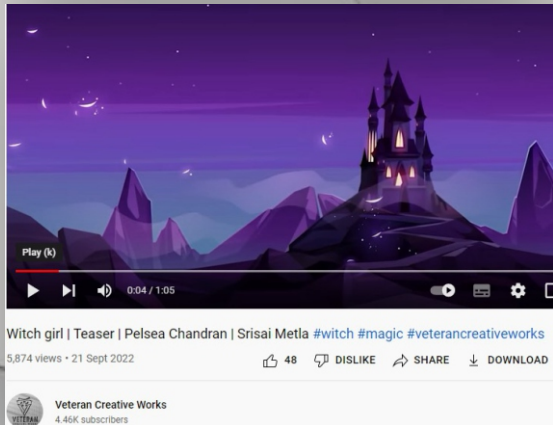 Play (k)
0:04 / 1:05
Witch girl | Teaser | Pelsea Chandran | Srisai Metla #witch #magic #veterancreativeworks
5,874 views • 21 Sept 2022
48 DISLIKE SHARE DOWNLOAD
VETERAN
Veteran Creative Works
4.46K subscribers